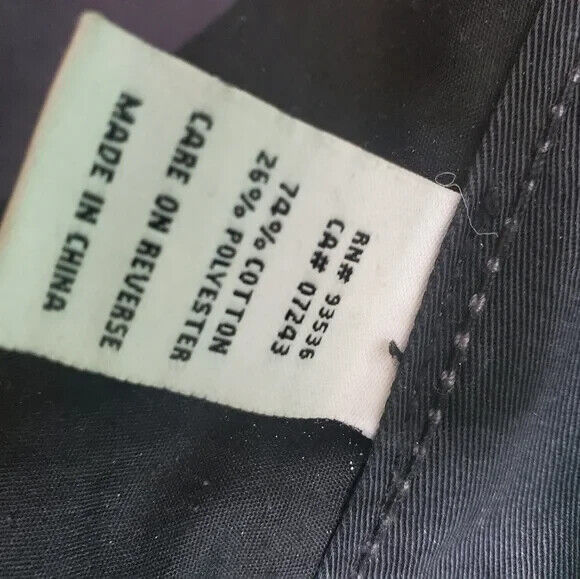 RN# 93536
CA# 07243
74% COTTON
26% POLYESTER
CARE ON REVERSE
MADE IN CHINA